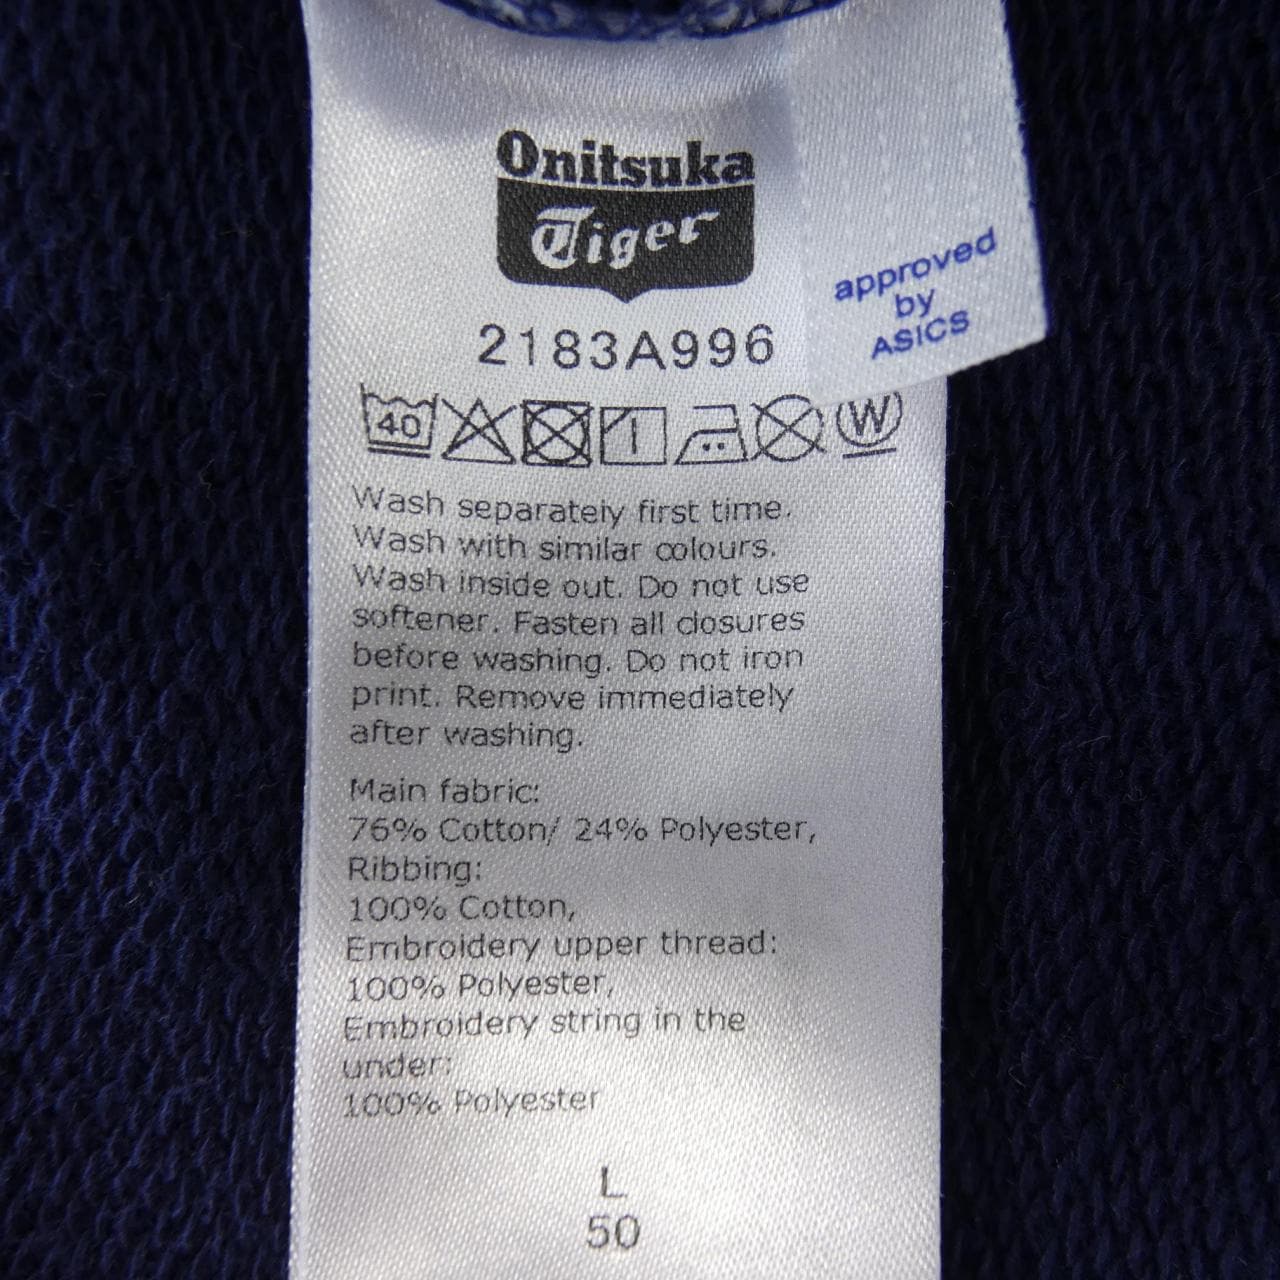 Onitsuka
Tiger
approved
by
ASICS
2183A996
40
W
Wash separately first time.
Wash with similar colours.
Wash inside out. Do not use
softener. Fasten all closures
before washing. Do not iron
print. Remove immediately
after washing.
Main fabric:
76% Cotton/ 24% Polyester,
Ribbing:
100% Cotton,
Embroidery upper thread:
100% Polyester,
Embroidery string in the
under:
100% Polyester
L
50